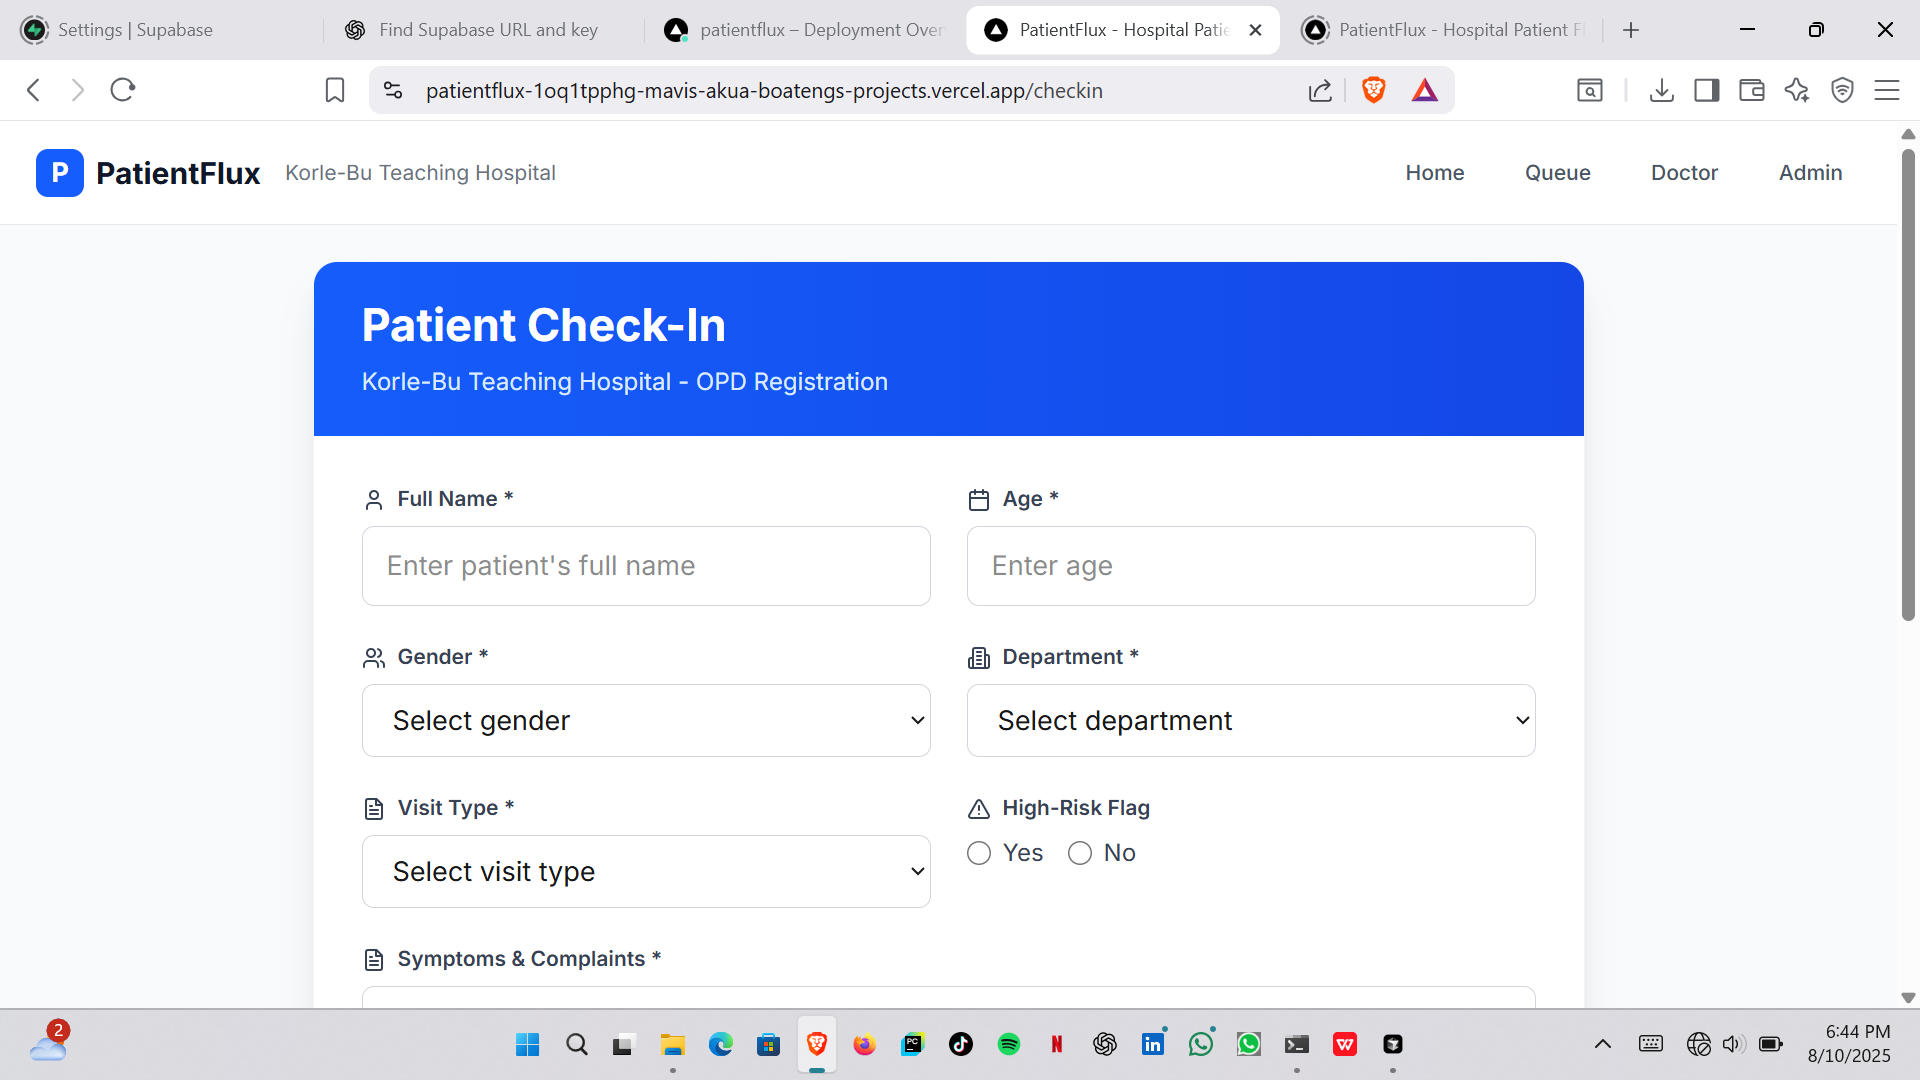 Settings | Supabase
Find Supabase URL and key
patientflux – Deployment Over
PatientFlux - Hospital Patie
PatientFlux - Hospital Patient F
patientflux-1oq1tpphg-mavis-akua-boatengs-projects.vercel.app/checkin
P
PatientFlux
Korle-Bu Teaching Hospital
Home
Queue
Doctor
Admin
Patient Check-In
Korle-Bu Teaching Hospital - OPD Registration
Full Name *
Age *
Enter patient's full name
Enter age
Gender *
Department *
Select gender
Select department
Visit Type *
High-Risk Flag
Select visit type
Yes
No
Symptoms & Complaints *
2
PC
N
in
W
6:44 PM
8/10/2025